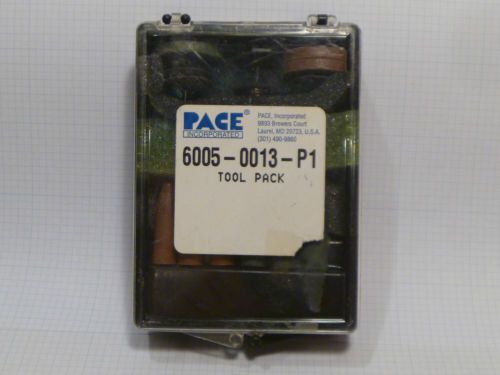 PACE
INCORPORATED
PACE, Incorporated
9893 Brewers Court
Laurel, MD 20723, U.S.A.
(301) 490-9860
6005-0013-P1
TOOL PACK